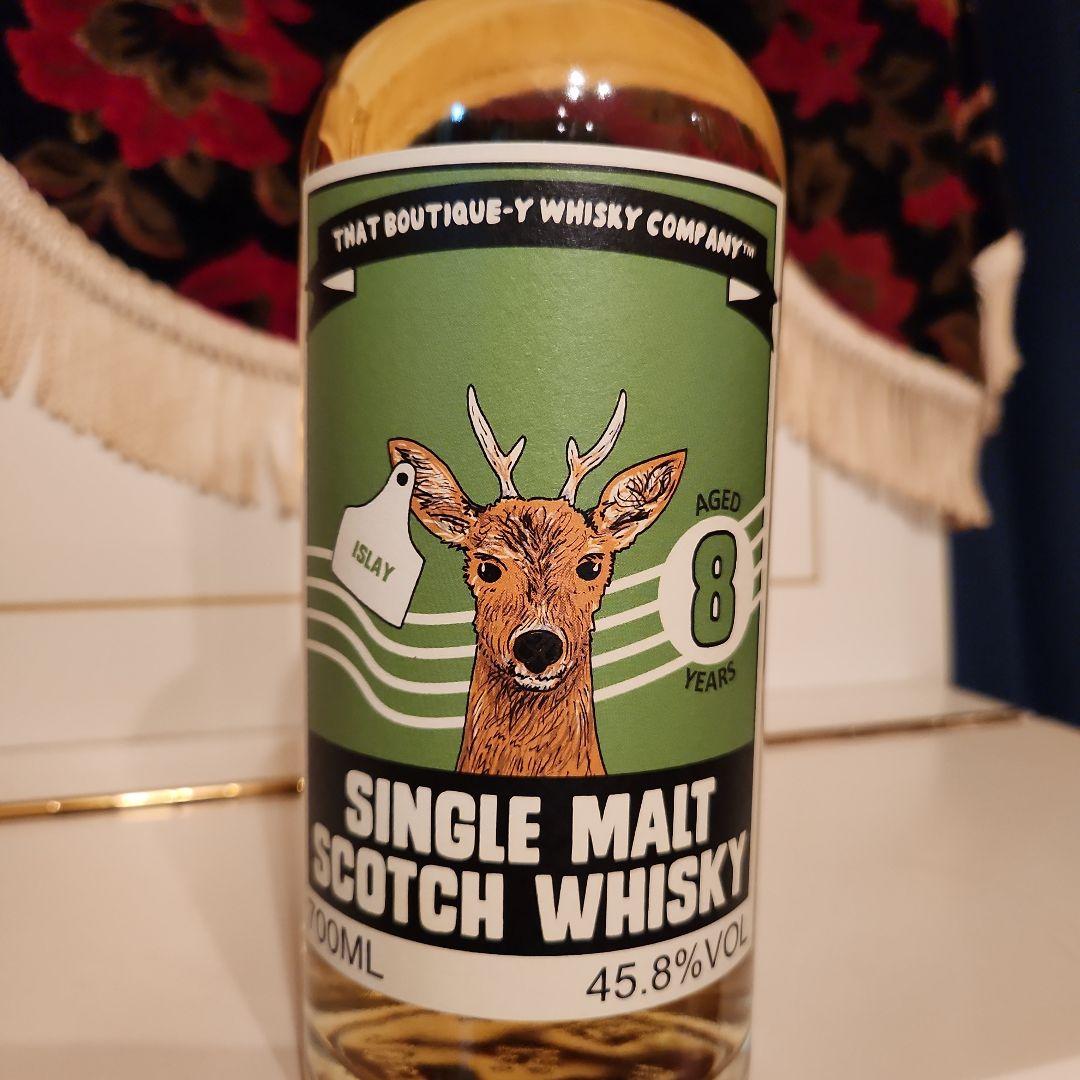 THAT BOUTIQUE-Y WHISKY COMPANY™
ISLAY
AGED
8
YEARS
SINGLE MALT
SCOTCH WHISKY
700ML
45.8%VOL